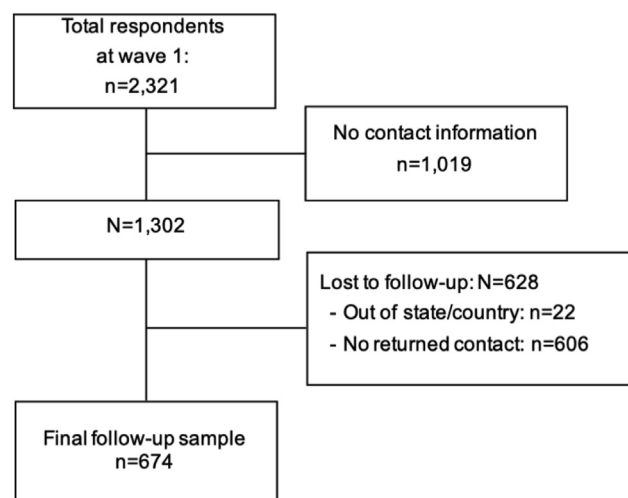 Total respondents
at wave 1:
n=2,321
No contact information
n=1,019
N=1,302
Lost to follow-up: N=628
- Out of state/country: n=22
- No returned contact: n=606
Final follow-up sample
n=674